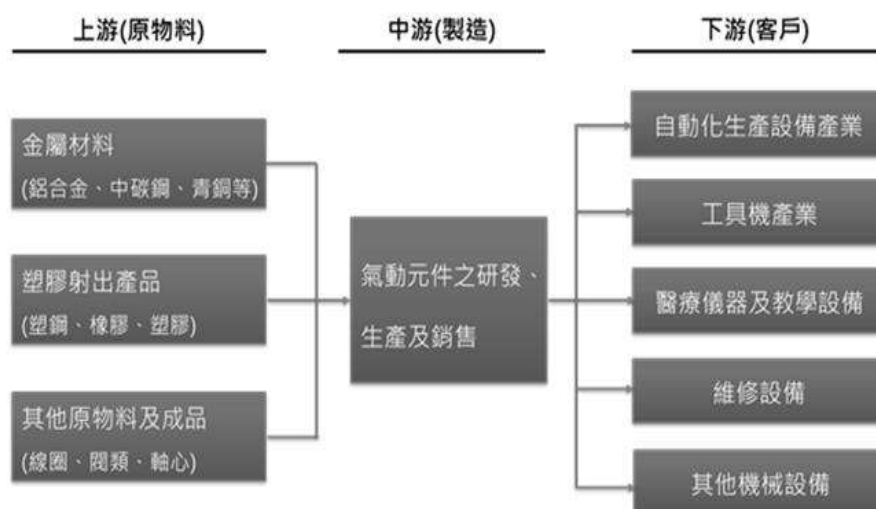 上游(原物料)
中游(製造)
下游(客戶)
金屬材料
(鋁合金、中碳鋼、青銅等)
塑膠射出產品
(塑鋼、橡膠、塑膠)
其他原物料及成品
(線圈、閥類、軸心)
氣動元件之研發、
生產及銷售
自動化生產設備產業
工具機產業
醫療儀器及教學設備
維修設備
其他機械設備